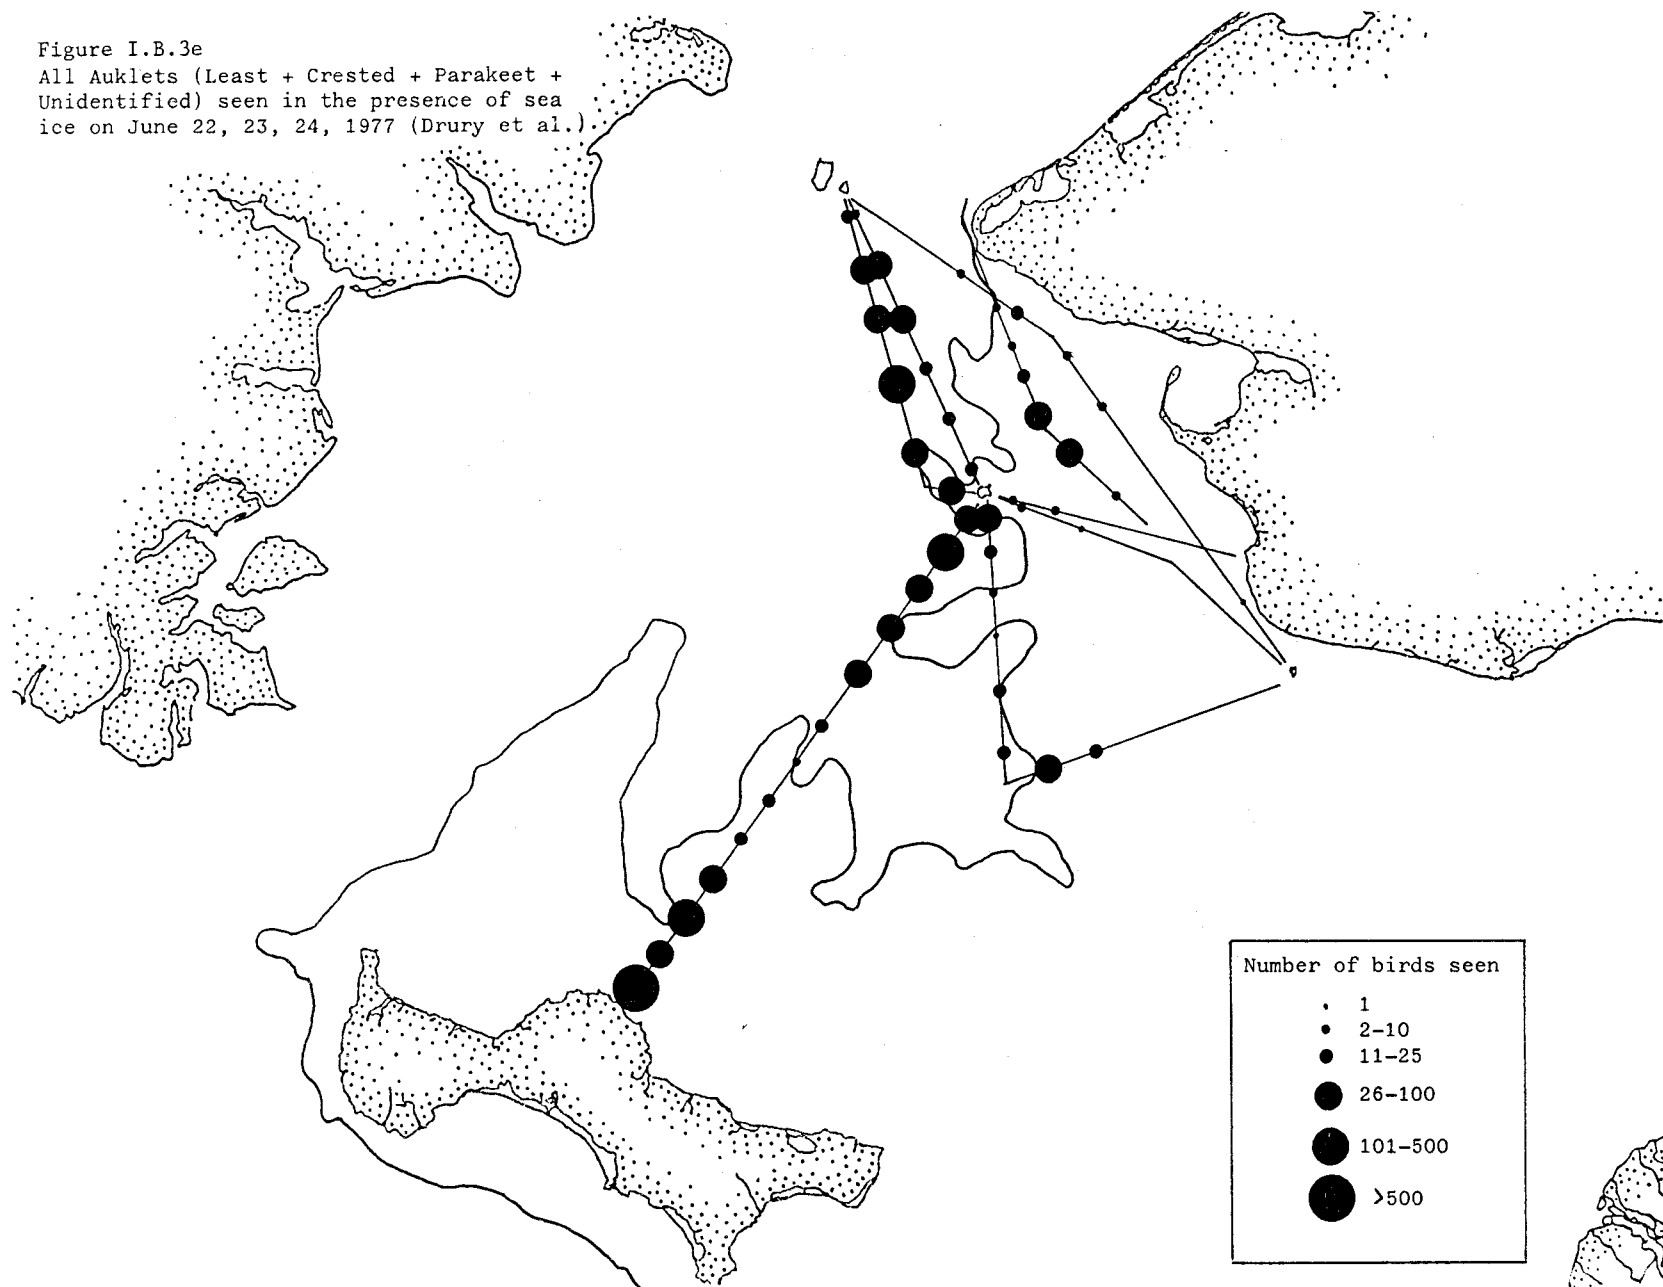 Figure I.B.3e
All Auklets (Least + Crested + Parakeet +
Unidentified) seen in the presence of sea
ice on June 22, 23, 24, 1977 (Drury et al.).
Number of birds seen
1
2-10
11-25
26-100
101-500
>500